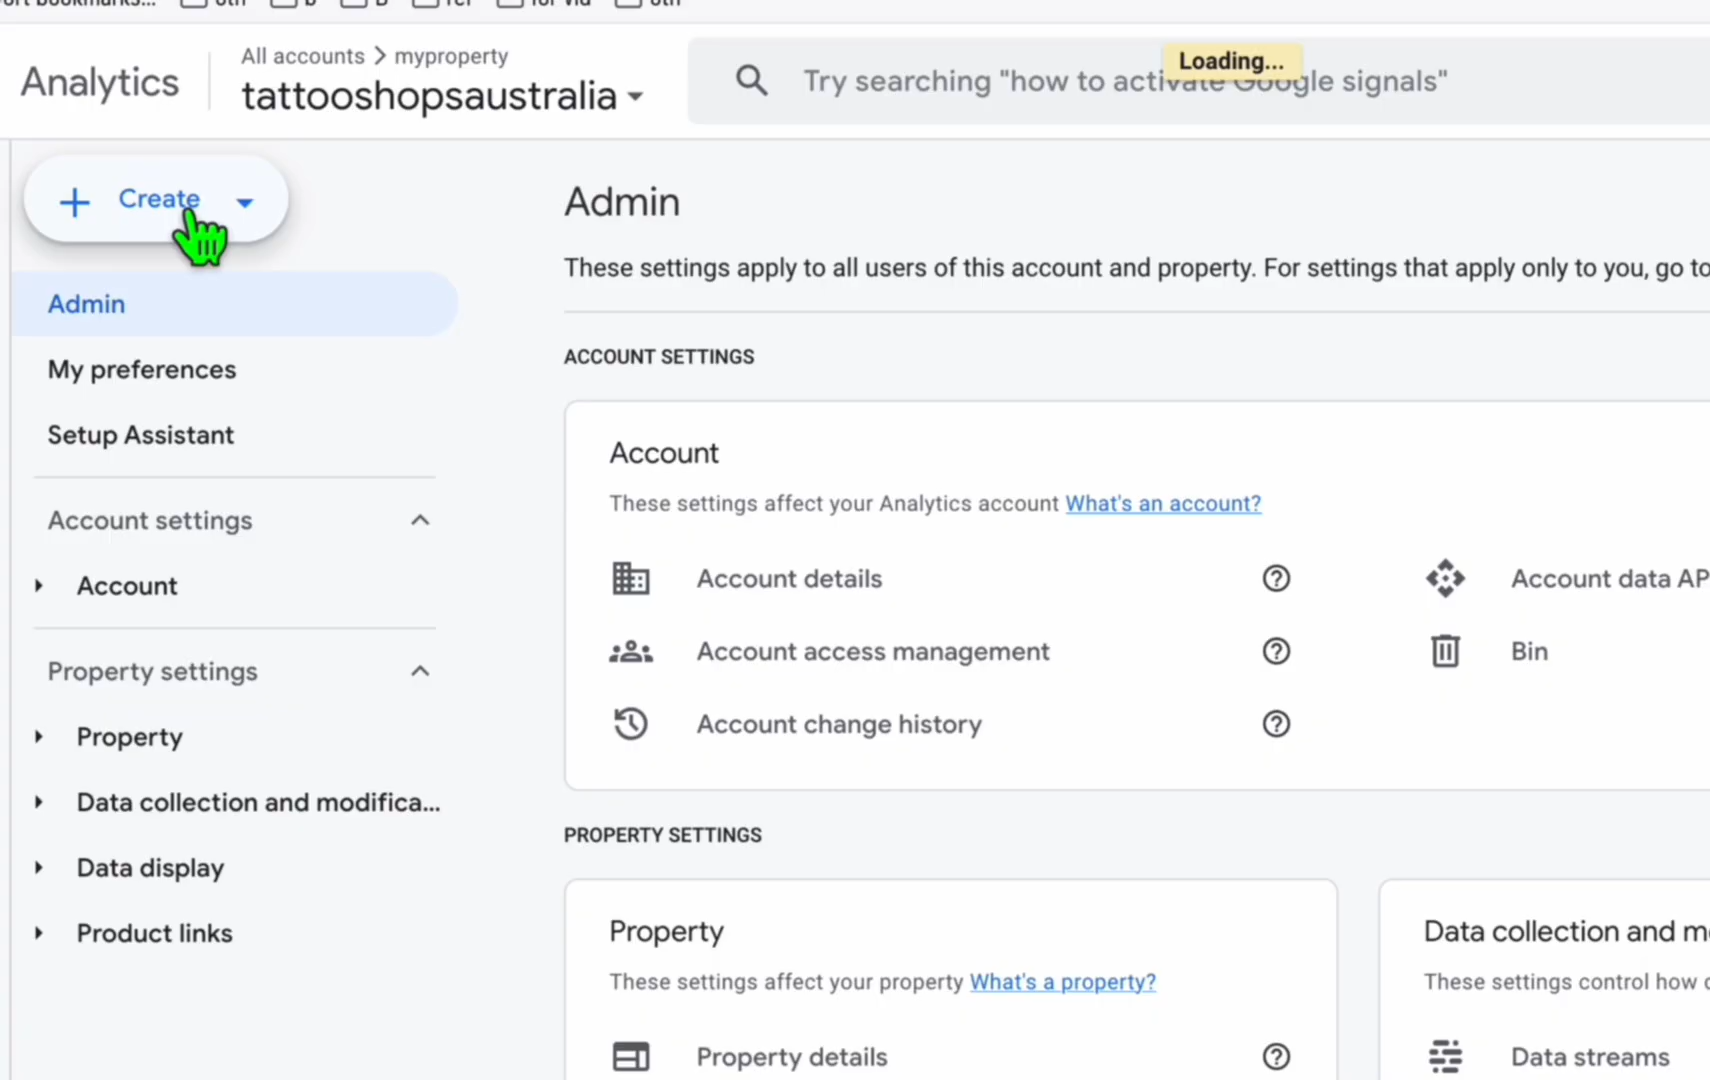 Analytics
All accounts > myproperty
tattooshopsaustralia
Try searching "how to activate Google signals"
Loading...
Create
Admin
My preferences
Setup Assistant
Account settings
Account
Property settings
Property
Data collection and modifica...
Data display
Product links
Admin
These settings apply to all users of this account and property. For settings that apply only to you, go to
ACCOUNT SETTINGS
Account
These settings affect your Analytics account What's an account?
Account details
Account data AP
Account access management
Bin
Account change history
PROPERTY SETTINGS
Property
These settings affect your property What's a property?
Property details
Data collection and m
These settings control how
Data streams